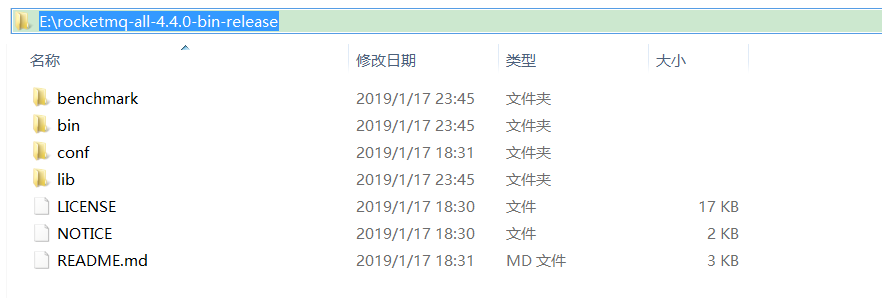 E:\rocketmq-all-4.4.0-bin-release
名称 修改日期 类型 大小
benchmark 2019/1/17 23:45 文件夹
bin 2019/1/17 23:45 文件夹
conf 2019/1/17 18:31 文件夹
lib 2019/1/17 23:45 文件夹
LICENSE 2019/1/17 18:30 文件 17 KB
NOTICE 2019/1/17 18:30 文件 2 KB
README.md 2019/1/17 18:31 MD 文件 3 KB